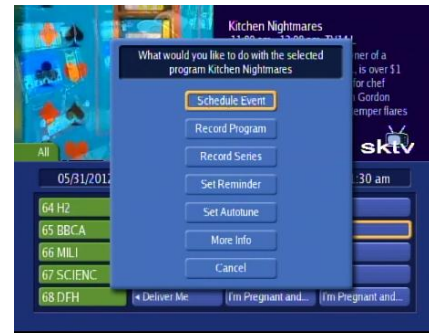 Kitchen Nightmares
What would you like to do with the selected
program Kitchen Nightmares
ner of a
, is over $1
for chef
Gordon
emper flares
Schedule Event
Record Program
Record Series
Set Reminder
Set Autotune
More Info
Cancel
sktv
All
05/31/2012
:30 am
64 H2
65 BBCA
66 MILI
67 SCIENC
68 DFH
◂ Deliver Me
I'm Pregnant and...
I'm Pregnant and...